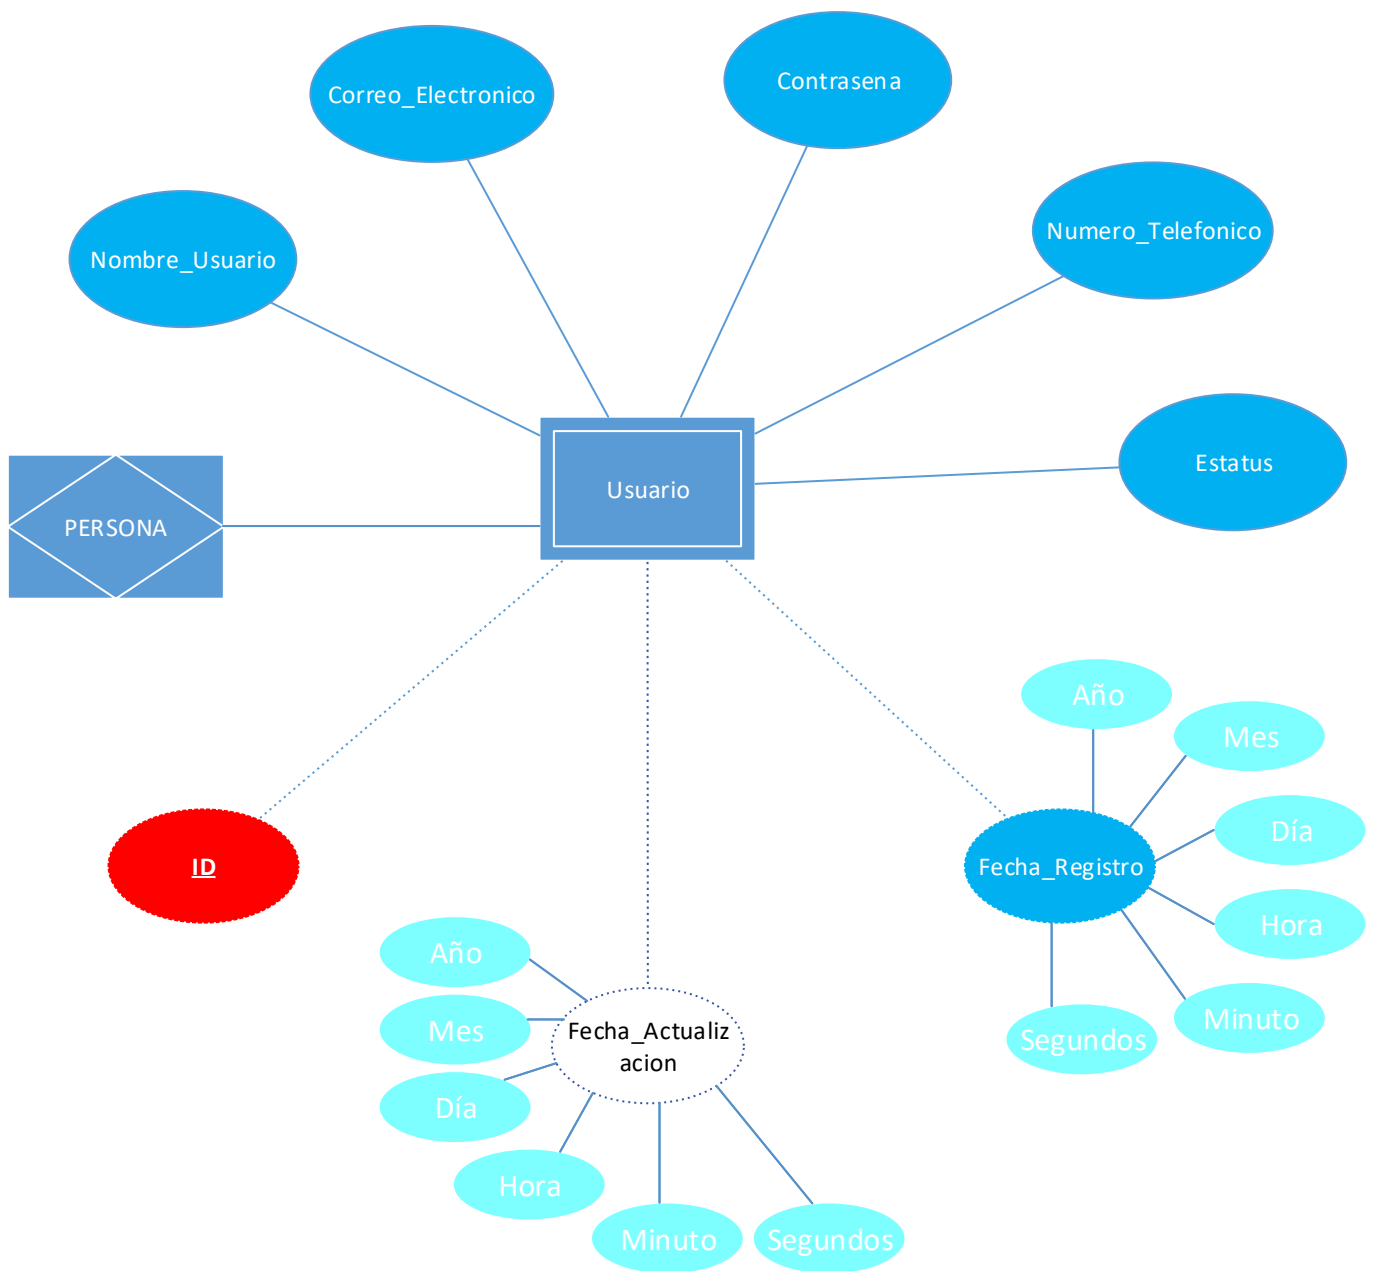 Contrasena
Correo_Electronico
Numero_Telefonico
Nombre_Usuario
Estatus
Usuario
PERSONA
Año
Mes
Día
ID
Fecha_Registro
Hora
Minuto
Segundos
Año
Mes
Fecha_Actualiz
acion
Día
Hora
Minuto
Segundos